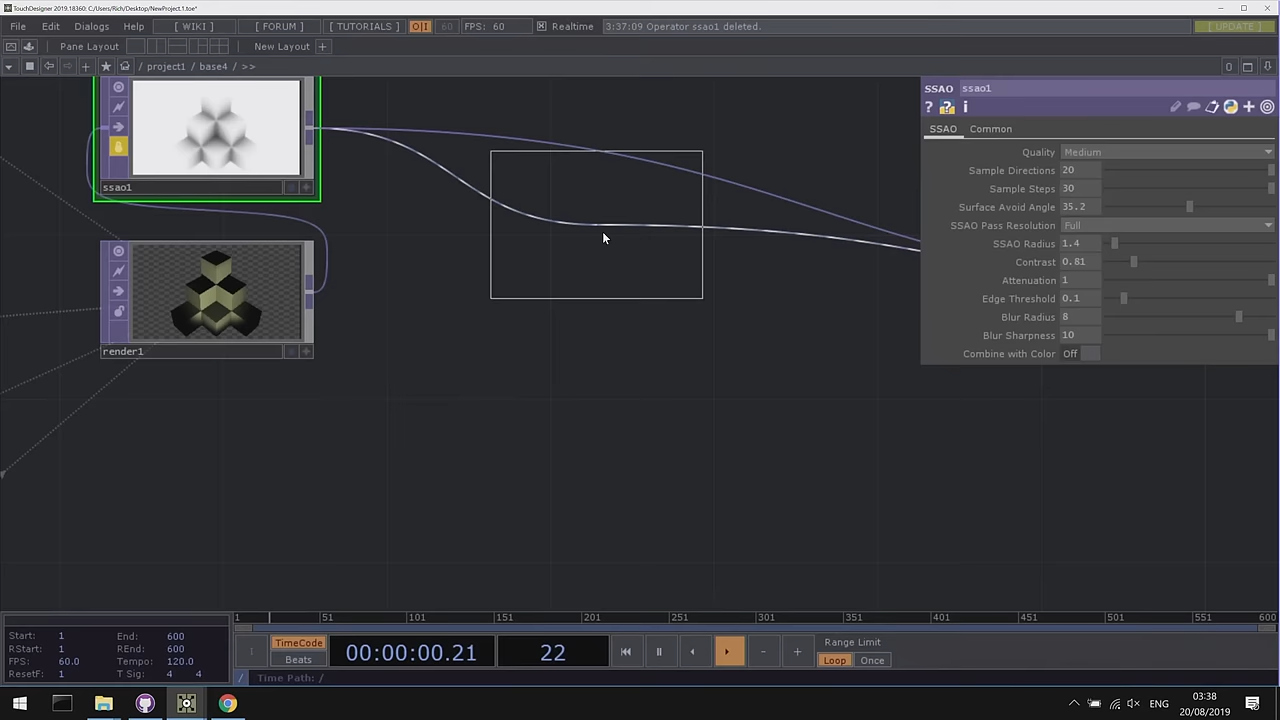 TouchDesigner 2019.18360: C:/Users/Rich/Desktop/NewProject.1.toe*
File Edit Dialogs Help [ WIKI ] [ FORUM ] [ TUTORIALS ] O|I 60 FPS: 60 Realtime 3:37:09 Operator ssao1 deleted. [ UPDATE ]
Pane Layout New Layout +
/ project1 / base4 / >> 0
SSAO ssao1
? ? i
SSAO Common
Quality Medium
Sample Directions 20
Sample Steps 30
Surface Avoid Angle 35.2
SSAO Pass Resolution Full
SSAO Radius 1.4
Contrast 0.81
Attenuation 1
Edge Threshold 0.1
Blur Radius 8
Blur Sharpness 10
Combine with Color Off
ssao1
render1
1 51 101 151 201 251 301 351 401 451 501 551 600
Start: 1 End: 600
RStart: 1 REnd: 600
FPS: 60.0 Tempo: 120.0
ResetF: 1 T Sig: 4 4
TimeCode
Beats
00:00:00.21
22
Range Limit
Loop Once
/ Time Path: /
ENG
03:38
20/08/2019